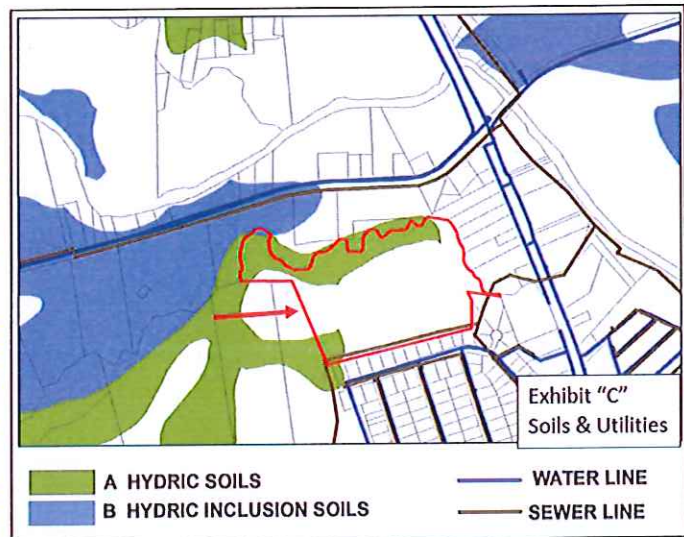 Exhibit "C"
Soils & Utilities
A HYDRIC SOILS
B HYDRIC INCLUSION SOILS
WATER LINE
SEWER LINE